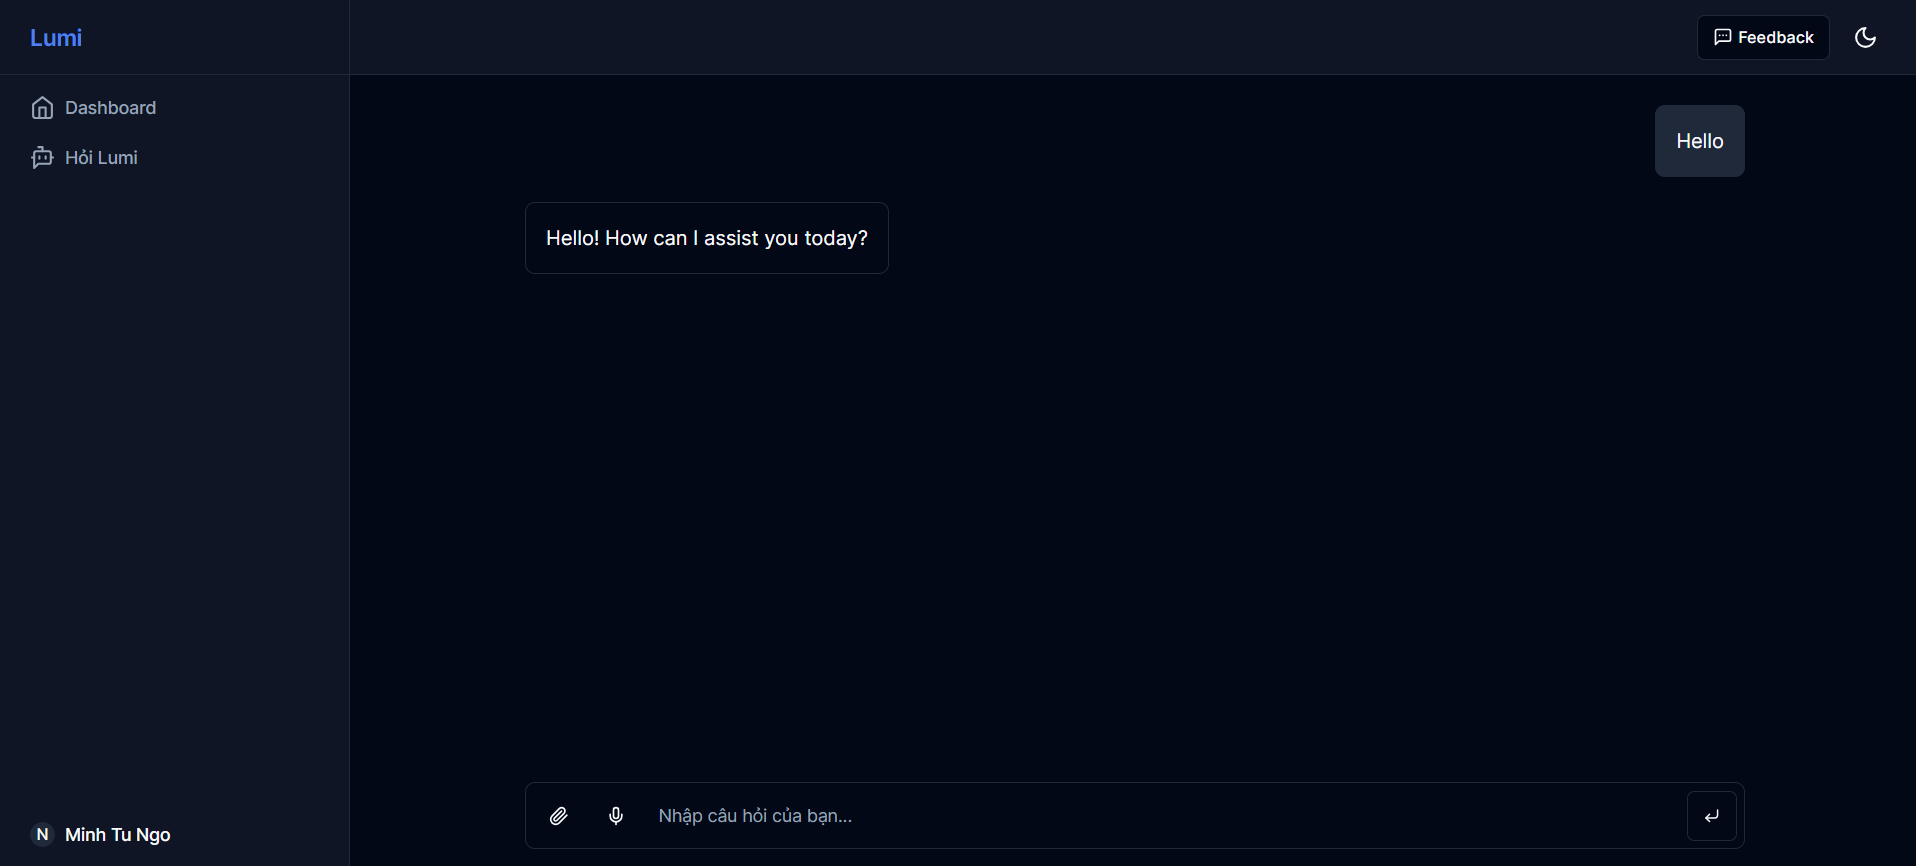 Lumi
Feedback
Dashboard
Hỏi Lumi
Hello
Hello! How can I assist you today?
Nhập câu hỏi của bạn...
N
Minh Tu Ngo